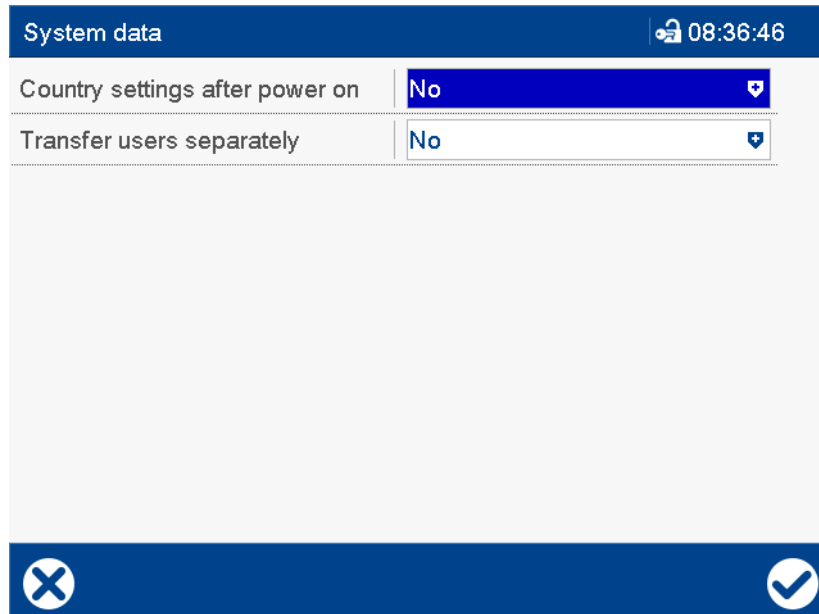 System data 08:36:46
Country settings after power on No
Transfer users separately No